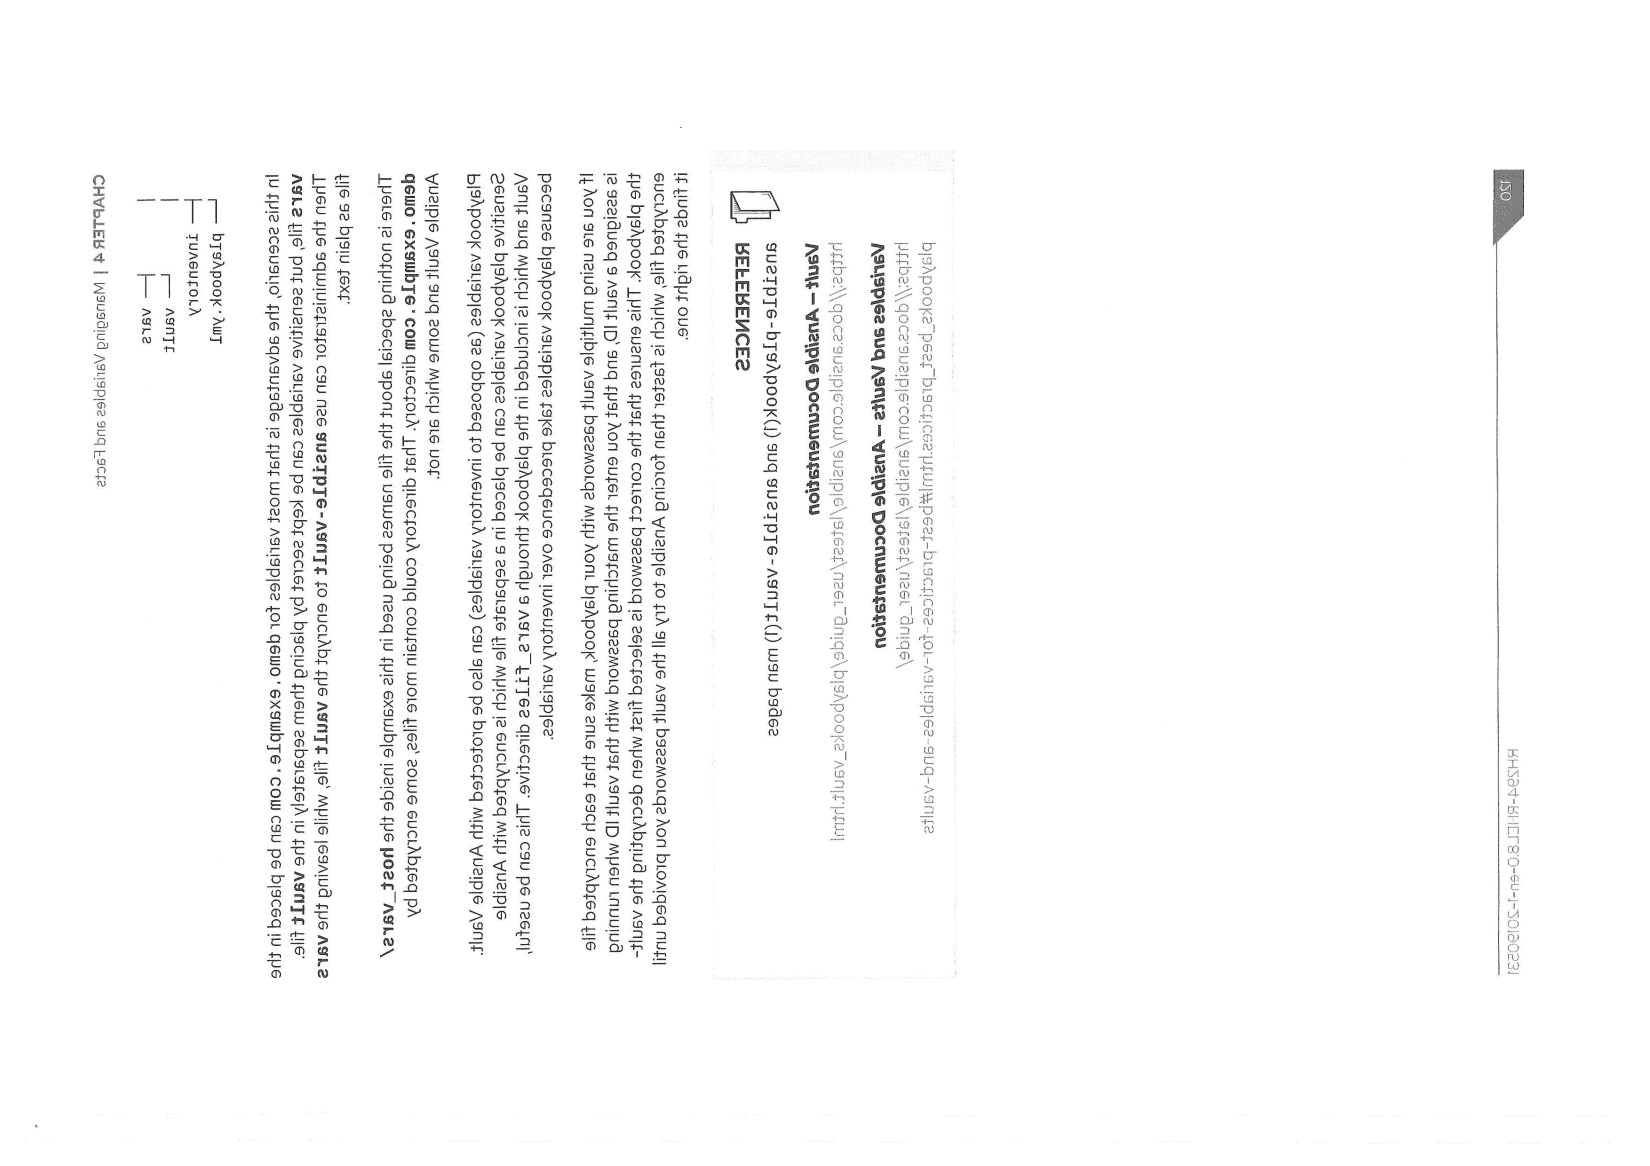 CHAPTER 4 | Managing Variables and Facts
│   ├── vars
│   └── vault
├── inventory
└── playbook.yml
In this scenario, the advantage is that most variables for demo.example.com can be placed in the
vars file, but sensitive variables can be kept secret by placing them separately in the vault file.
Then the administrator can use ansible-vault to encrypt the vault file, while leaving the vars
file as plain text.
There is nothing special about the file names being used in this example inside the host_vars/
demo.example.com directory. That directory could contain more files, some encrypted by
Ansible Vault and some which are not.
Playbook variables (as opposed to inventory variables) can also be protected with Ansible Vault.
Sensitive playbook variables can be placed in a separate file which is encrypted with Ansible
Vault and which is included in the playbook through a vars_files directive. This can be useful,
because playbook variables take precedence over inventory variables.
If you are using multiple vault passwords with your playbook, make sure that each encrypted file
is assigned a vault ID, and that you enter the matching password with that vault ID when running
the playbook. This ensures that the correct password is selected first when decrypting the vault-
encrypted file, which is faster than forcing Ansible to try all the vault passwords you provided until
it finds the right one.
REFERENCES
ansible-playbook(1) and ansible-vault(1) man pages
Vault — Ansible Documentation
https://docs.ansible.com/ansible/latest/user_guide/playbooks_vault.html
Variables and Vaults — Ansible Documentation
https://docs.ansible.com/ansible/latest/user_guide/
playbooks_best_practices.html#best-practices-for-variables-and-vaults
120
RH294-RHEL8.0-en-1-20190531